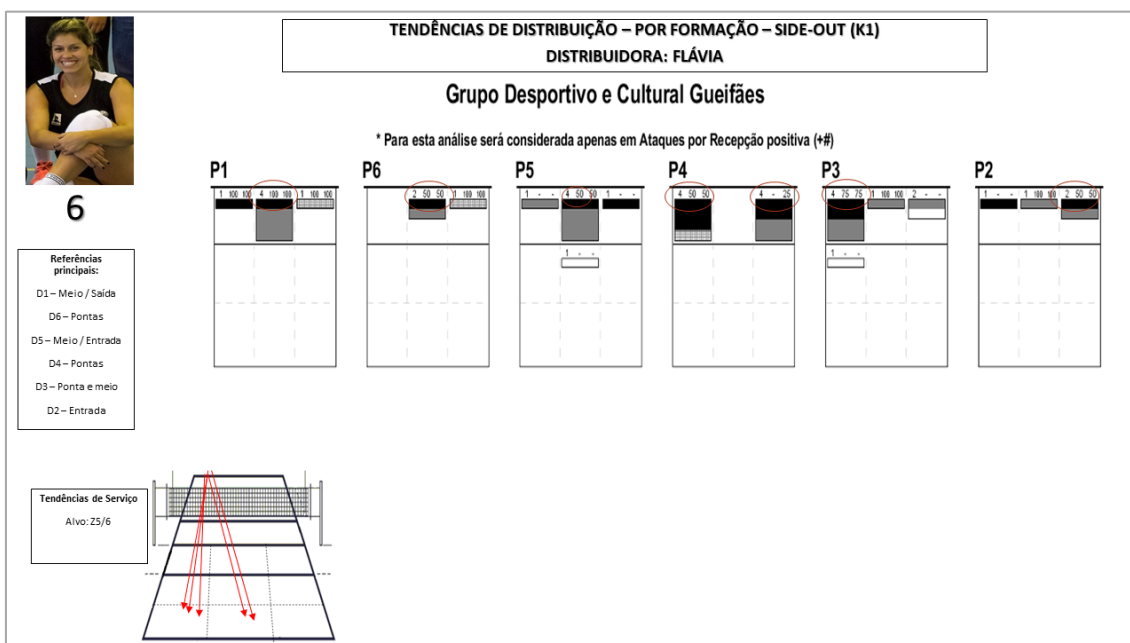 TENDÊNCIAS DE DISTRIBUIÇÃO – POR FORMAÇÃO – SIDE-OUT (K1)
DISTRIBUIDORA: FLÁVIA
Grupo Desportivo e Cultural Gueifães
* Para esta análise será considerada apenas em Ataques por Recepção positiva (+#)
P1 P6 P5 P4 P3 P2
1 100 100 4 100 100 1 100 100 2 50 50 1 100 100 1 - - 4 50 50 1 - - 4 50 50 4 - 25 4 75 75 1 100 100 2 - - 1 - - 1 100 100 2 50 50
1 - - 1 - -
6
Referências
principais:
D1 – Meio / Saída
D6 – Pontas
D5 – Meio / Entrada
D4 – Pontas
D3 – Ponta e meio
D2 – Entrada
Tendências de Serviço
Alvo: Z5/6